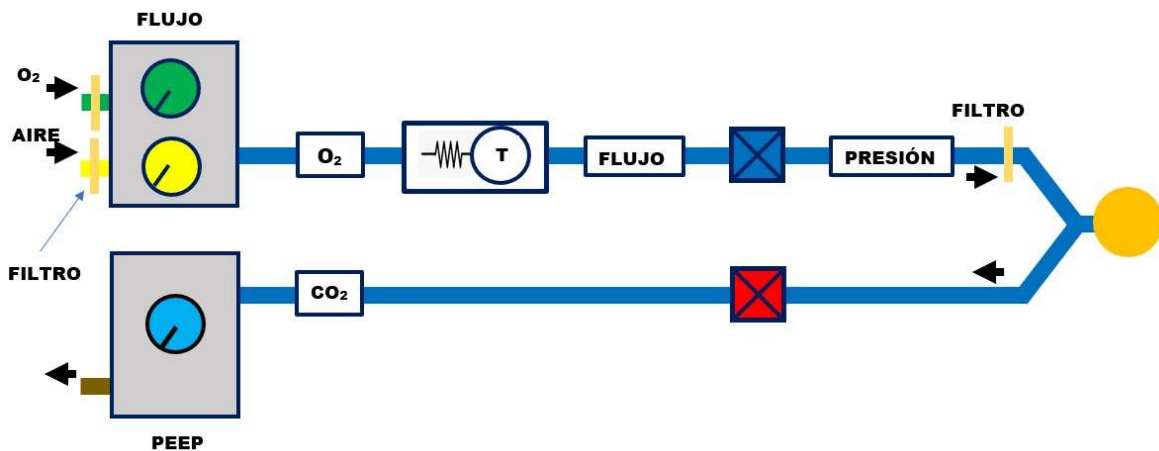 FLUJO
O₂
AIRE
FILTRO
O₂
T
FLUJO
PRESIÓN
FILTRO
CO₂
PEEP